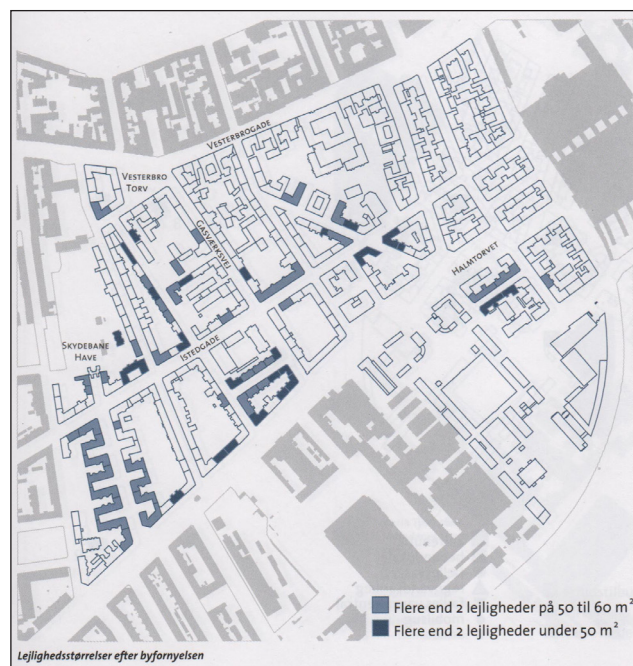 VESTERBROGADE
VESTERBRO
TORV
GASVÆRKSVEJ
HALMTORVET
SKYDEBANE
HAVE
ISTEDGADE
Flere end 2 lejligheder på 50 til 60 m²
Flere end 2 lejligheder under 50 m²
Lejlighedsstørrelser efter byfornyelsen